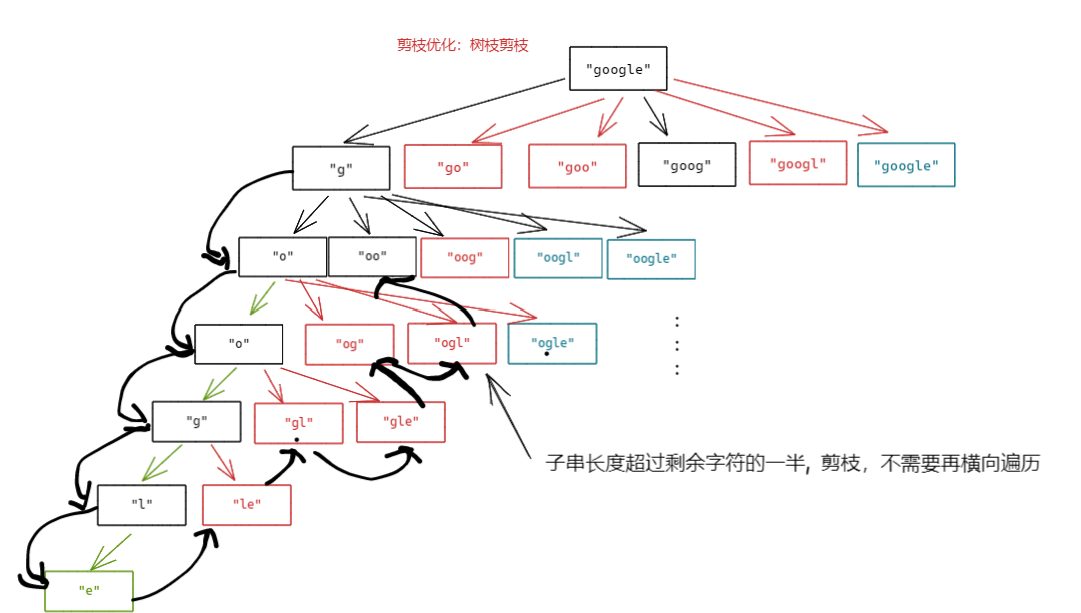 剪枝优化：树枝剪枝
"google"
"g"
"go"
"goo"
"goog"
"googl"
"google"
"o"
"oo"
"oog"
"oogl"
"oogle"
"o"
"og"
"ogl"
"ogle"
"g"
"gl"
"gle"
子串长度超过剩余字符的一半，剪枝，不需要再横向遍历
"l"
"le"
"e"